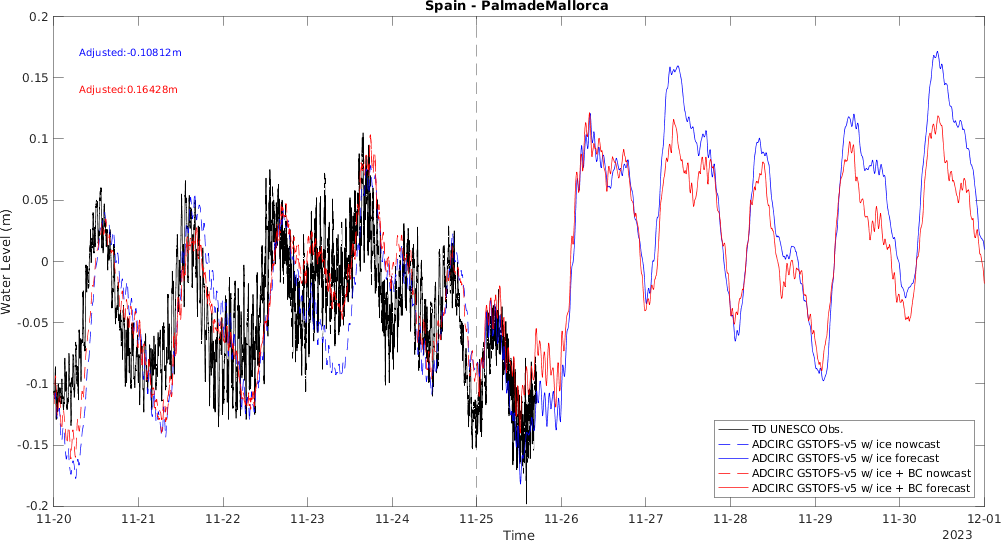 Spain - PalmadeMallorca
0.2
0.15
0.1
0.05
0
-0.05
-0.1
-0.15
-0.2
Water Level (m)
Adjusted:-0.10812m
Adjusted:0.16428m
TD UNESCO Obs.
ADCIRC GSTOFS-v5 w/ ice nowcast
ADCIRC GSTOFS-v5 w/ ice forecast
ADCIRC GSTOFS-v5 w/ ice + BC nowcast
ADCIRC GSTOFS-v5 w/ ice + BC forecast
11-20 11-21 11-22 11-23 11-24 11-25 11-26 11-27 11-28 11-29 11-30 12-01
Time
2023